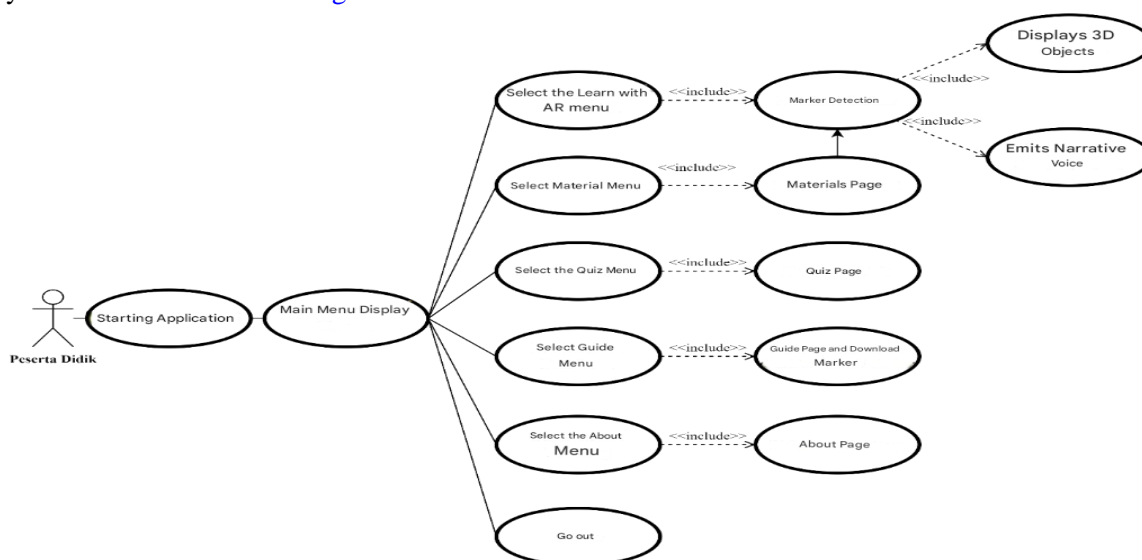 Displays 3D
Objects
<<include>>
Select the Learn with
AR menu
<<include>>
Marker Detection
<<include>>
Emits Narrative
Voice
<<include>>
Select Material Menu
Materials Page
<<include>>
Select the Quiz Menu
Quiz Page
Peserta Didik
Starting Application
Main Menu Display
Select Guide
Menu
<<include>>
Guide Page and Download
Marker
Select the About
Menu
<<include>>
About Page
Go out